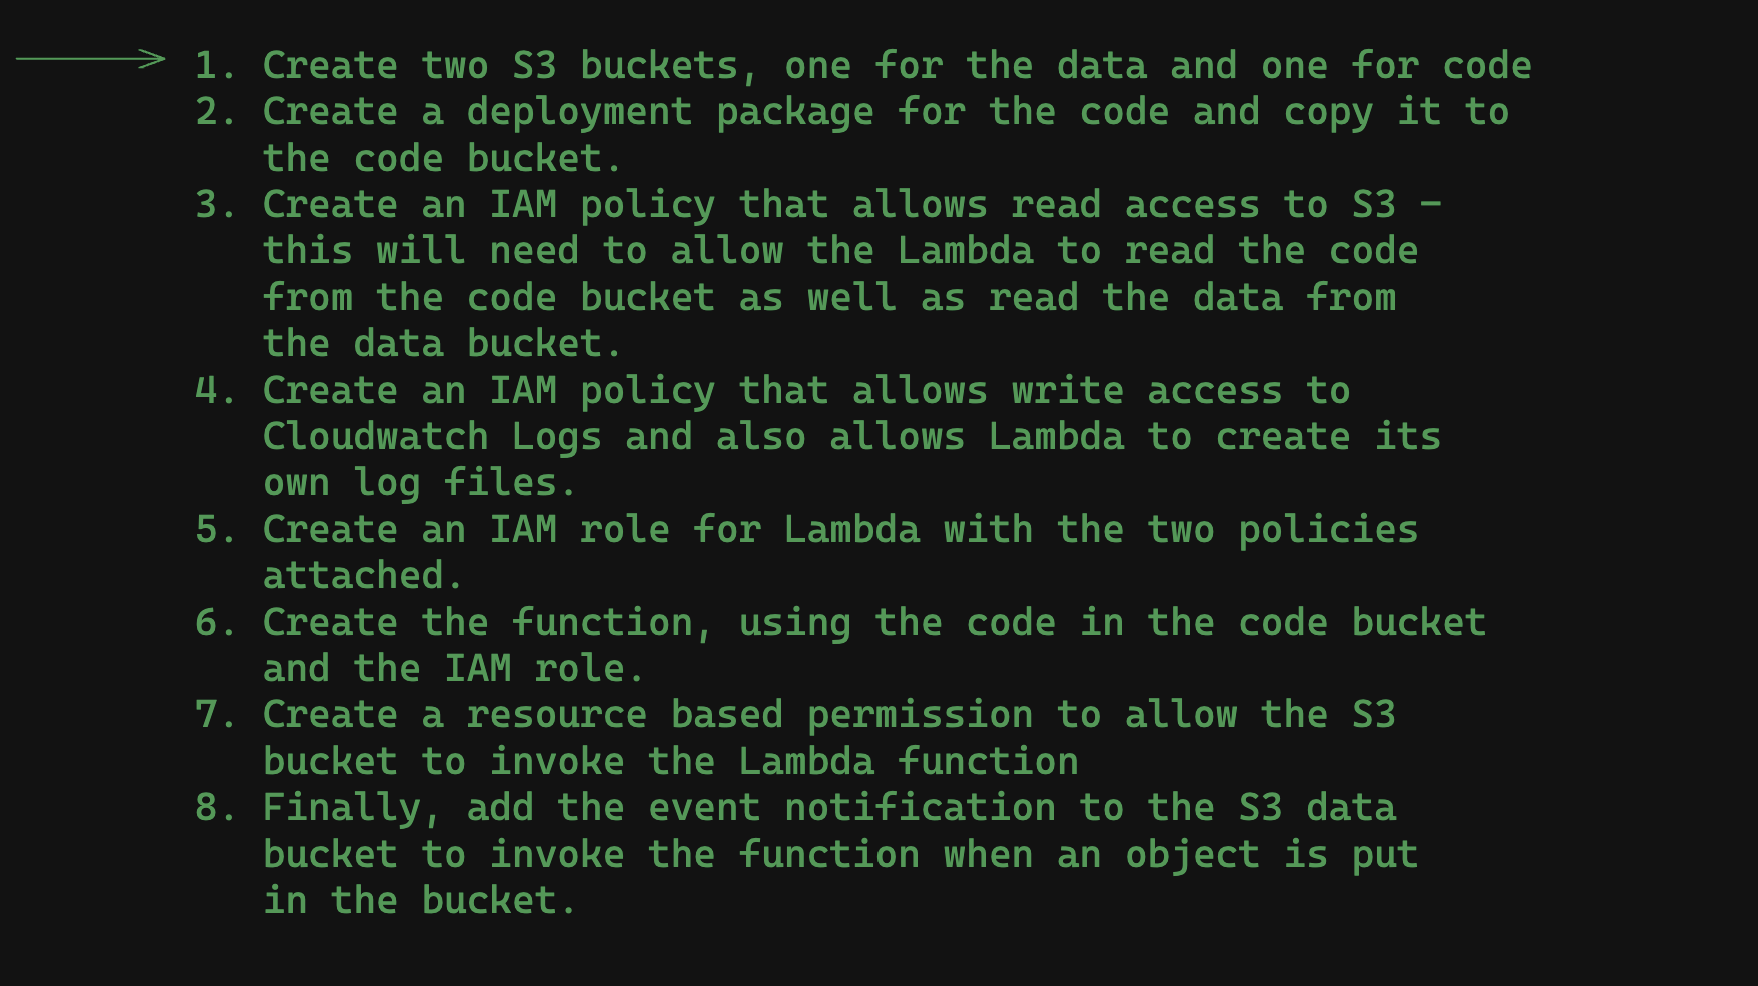 1. Create two S3 buckets, one for the data and one for code
2. Create a deployment package for the code and copy it to
the code bucket.
3. Create an IAM policy that allows read access to S3 –
this will need to allow the Lambda to read the code
from the code bucket as well as read the data from
the data bucket.
4. Create an IAM policy that allows write access to
Cloudwatch Logs and also allows Lambda to create its
own log files.
5. Create an IAM role for Lambda with the two policies
attached.
6. Create the function, using the code in the code bucket
and the IAM role.
7. Create a resource based permission to allow the S3
bucket to invoke the Lambda function
8. Finally, add the event notification to the S3 data
bucket to invoke the function when an object is put
in the bucket.